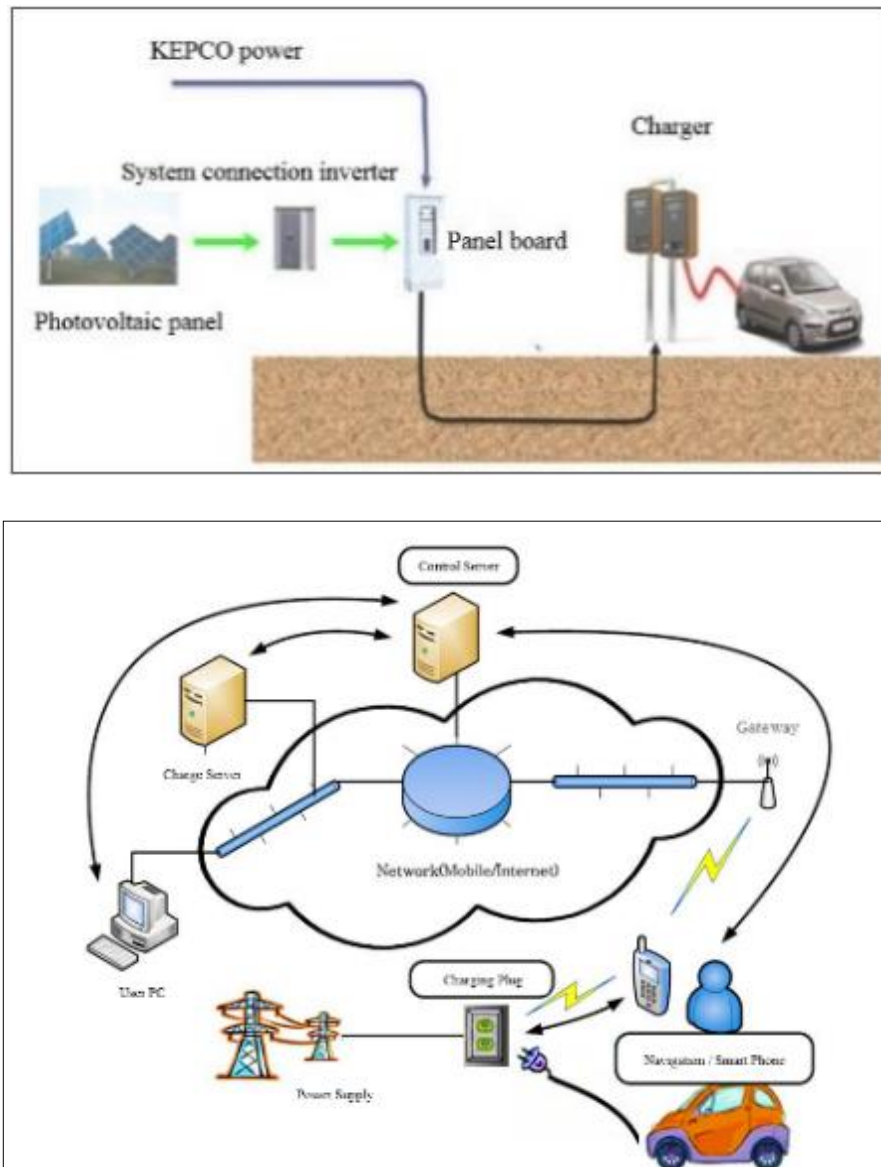 KEPCO power
Charger
System connection inverter
Panel board
Photovoltaic panel
Control Server
Gateway
Charge Server
Network(Mobile/Internet)
Charging Plug
User PC
Navigation / Smart Phone
Power Supply